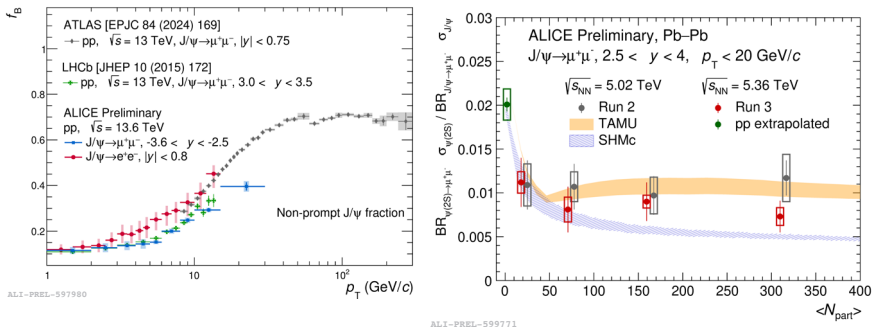 f_B
ATLAS [EPJC 84 (2024) 169]
pp, √s = 13 TeV, J/ψ→μ⁺μ⁻, |y| < 0.75
LHCb [JHEP 10 (2015) 172]
pp, √s = 13 TeV, J/ψ→μ⁺μ⁻, 3.0 < y < 3.5
ALICE Preliminary
pp, √s = 13.6 TeV
J/ψ→μ⁺μ⁻, -3.6 < y < -2.5
J/ψ→e⁺e⁻, |y| < 0.8
Non-prompt J/ψ fraction
1
0.8
0.6
0.4
0.2
1 10 10² p_T (GeV/c)
ALI-PREL-597980
BR_ψ(2S)→μ⁺μ⁻ σ_ψ(2S) / BR_J/ψ→μ⁺μ⁻ σ_J/ψ
ALICE Preliminary, Pb–Pb
J/ψ→μ⁺μ⁻, 2.5 < y < 4, p_T < 20 GeV/c
√s_NN = 5.02 TeV √s_NN = 5.36 TeV
Run 2 Run 3
TAMU pp extrapolated
SHMc
0.03
0.025
0.02
0.015
0.01
0.005
0
0 50 100 150 200 250 300 350 400
<N_part>
ALI-PREL-599771